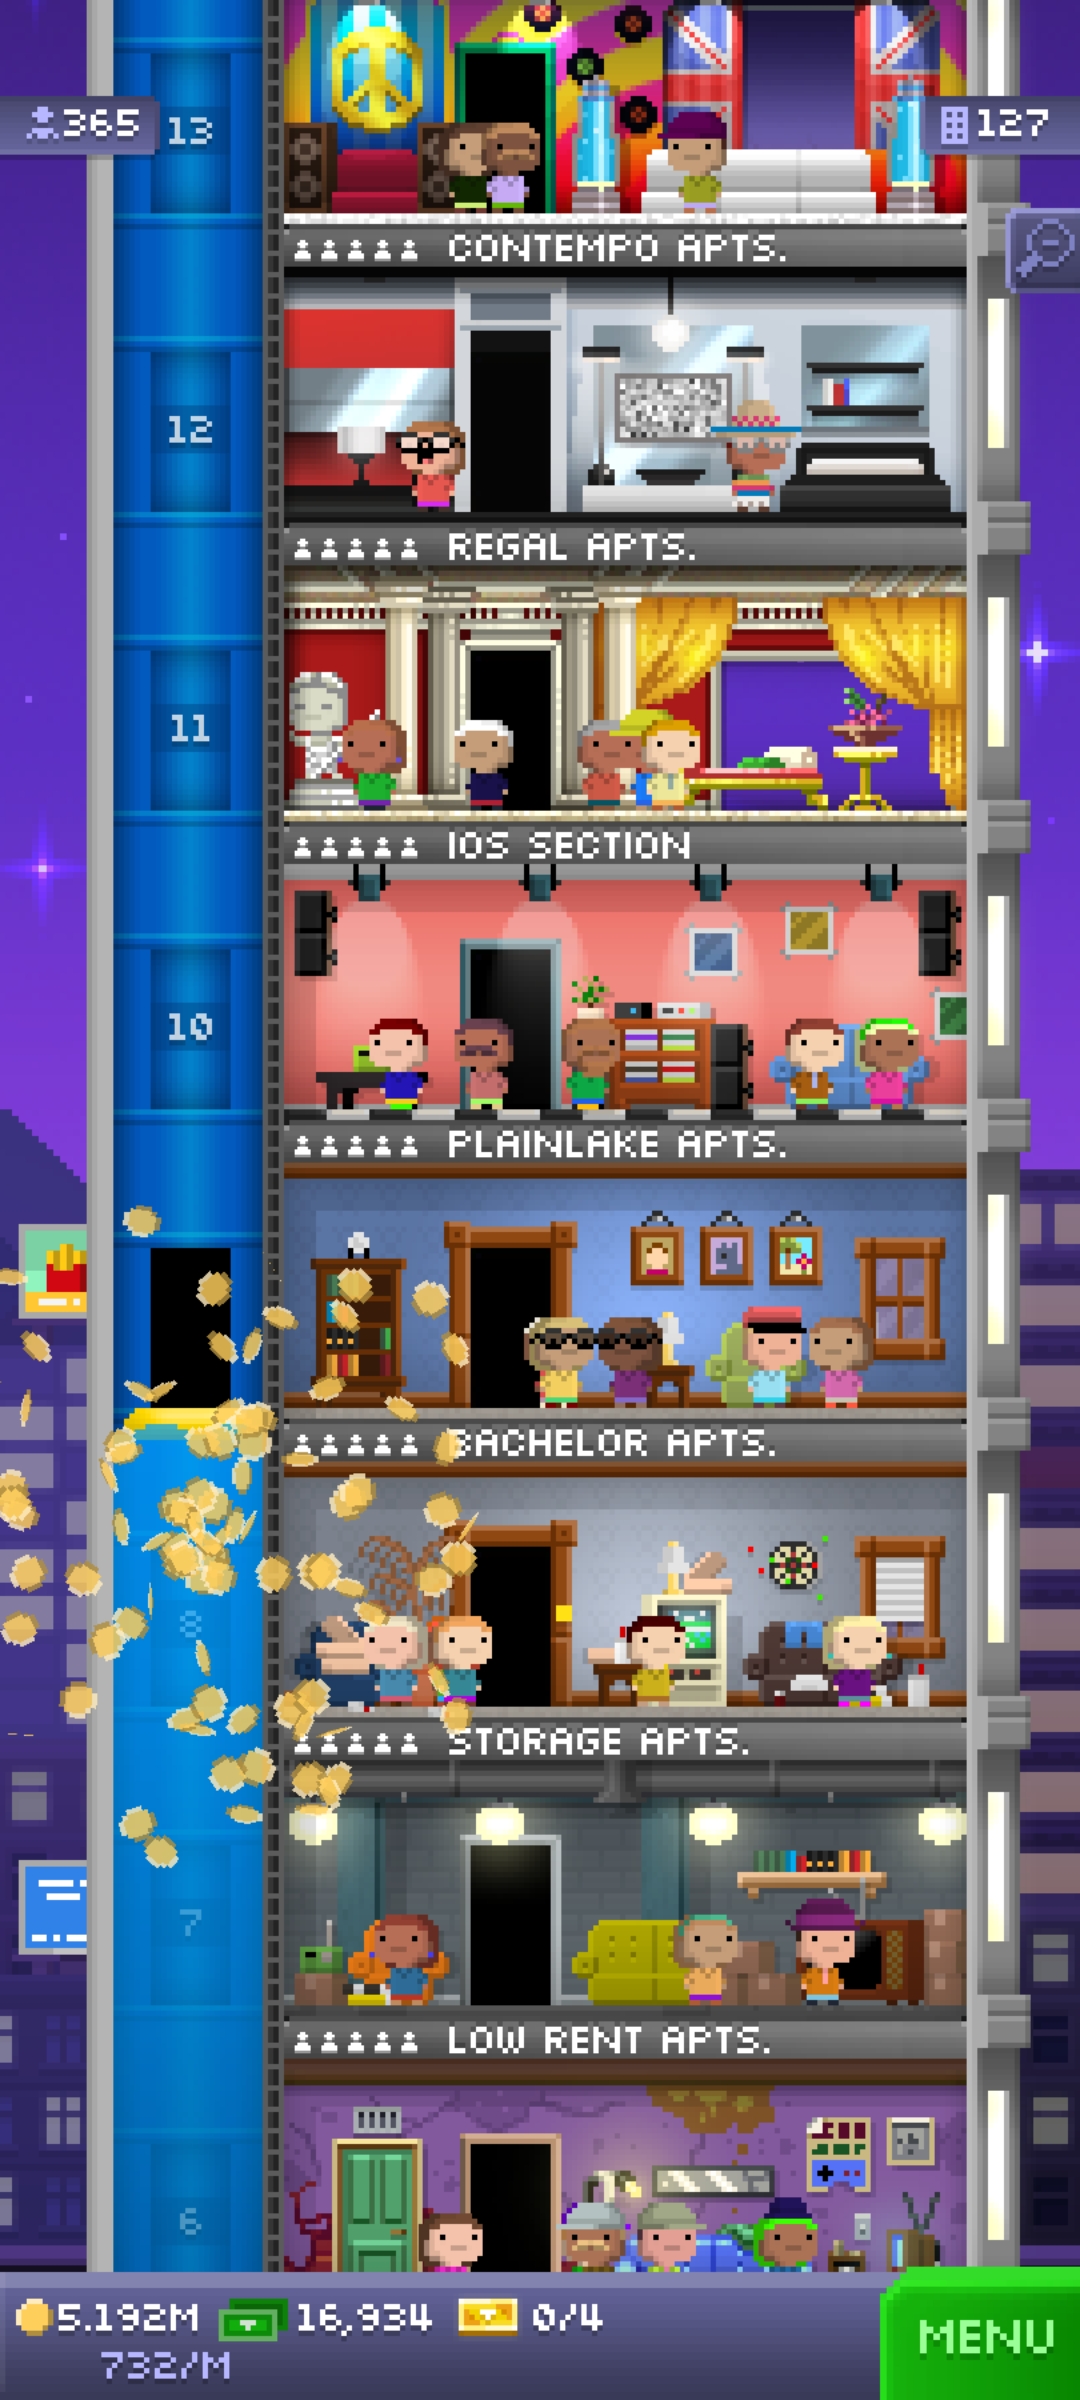 365
13
127
CONTEMPO APTS.
12
REGAL APTS.
11
IOS SECTION
10
PLAINLAKE APTS.
BACHELOR APTS.
8
STORAGE APTS.
7
LOW RENT APTS.
6
5.192M 16,934 0/4
732/M
MENU